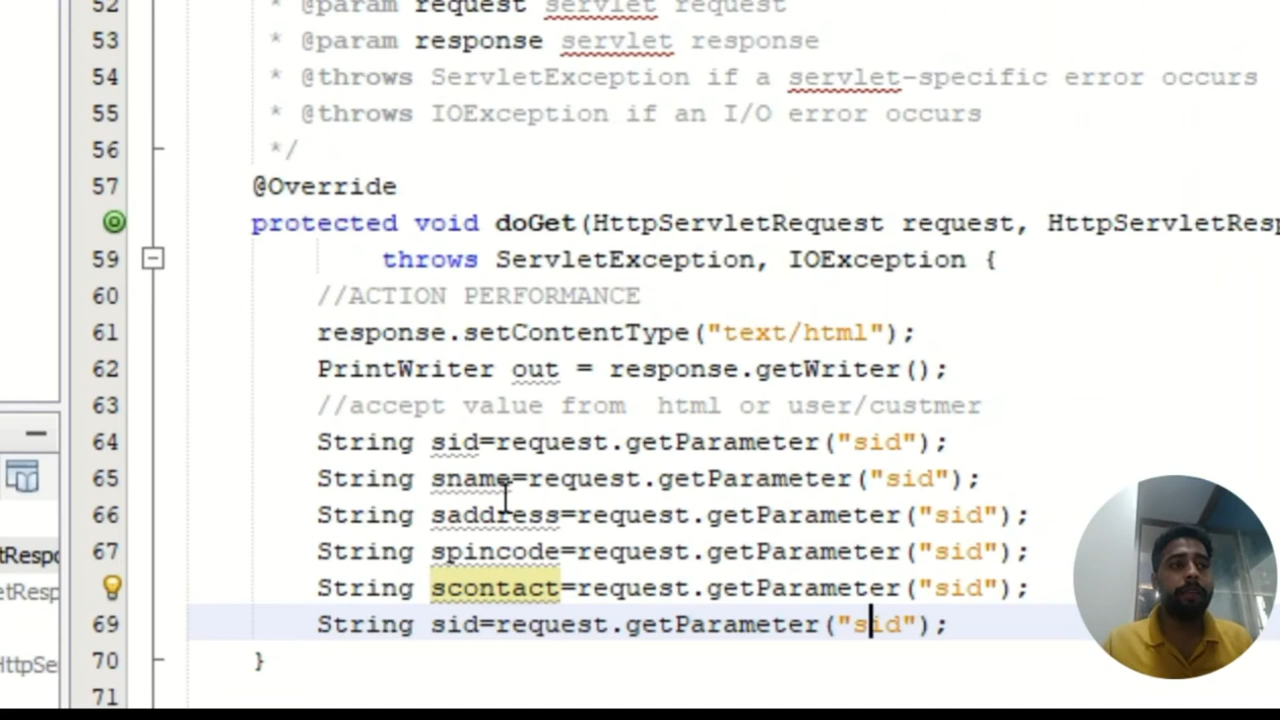 52 * @param request servlet request
53 * @param response servlet response
54 * @throws ServletException if a servlet-specific error occurs
55 * @throws IOException if an I/O error occurs
56 */
57 @Override
protected void doGet(HttpServletRequest request, HttpServletResp
59 throws ServletException, IOException {
60 //ACTION PERFORMANCE
61 response.setContentType("text/html");
62 PrintWriter out = response.getWriter();
63 //accept value from  html or user/custmer
64 String sid=request.getParameter("sid");
65 String sname=request.getParameter("sid");
66 String saddress=request.getParameter("sid");
67 String spincode=request.getParameter("sid");
tRespo
String scontact=request.getParameter("sid");
etResp
69 String sid=request.getParameter("sid");
70 }
HttpSe
71